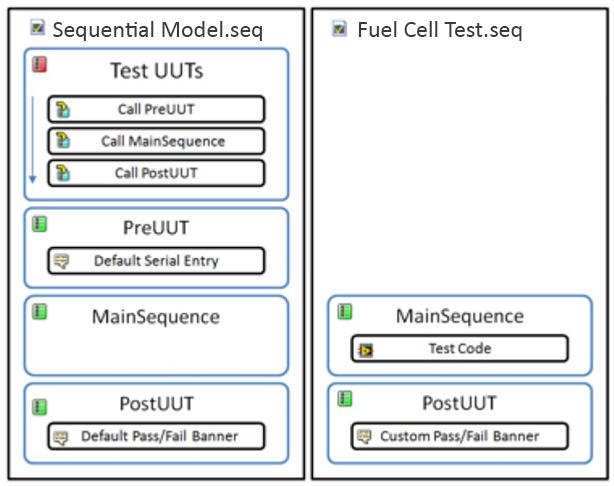 Sequential Model.seq
Test UUTs
Call PreUUT
Call MainSequence
Call PostUUT
PreUUT
Default Serial Entry
MainSequence
PostUUT
Default Pass/Fail Banner
Fuel Cell Test.seq
MainSequence
Test Code
PostUUT
Custom Pass/Fail Banner